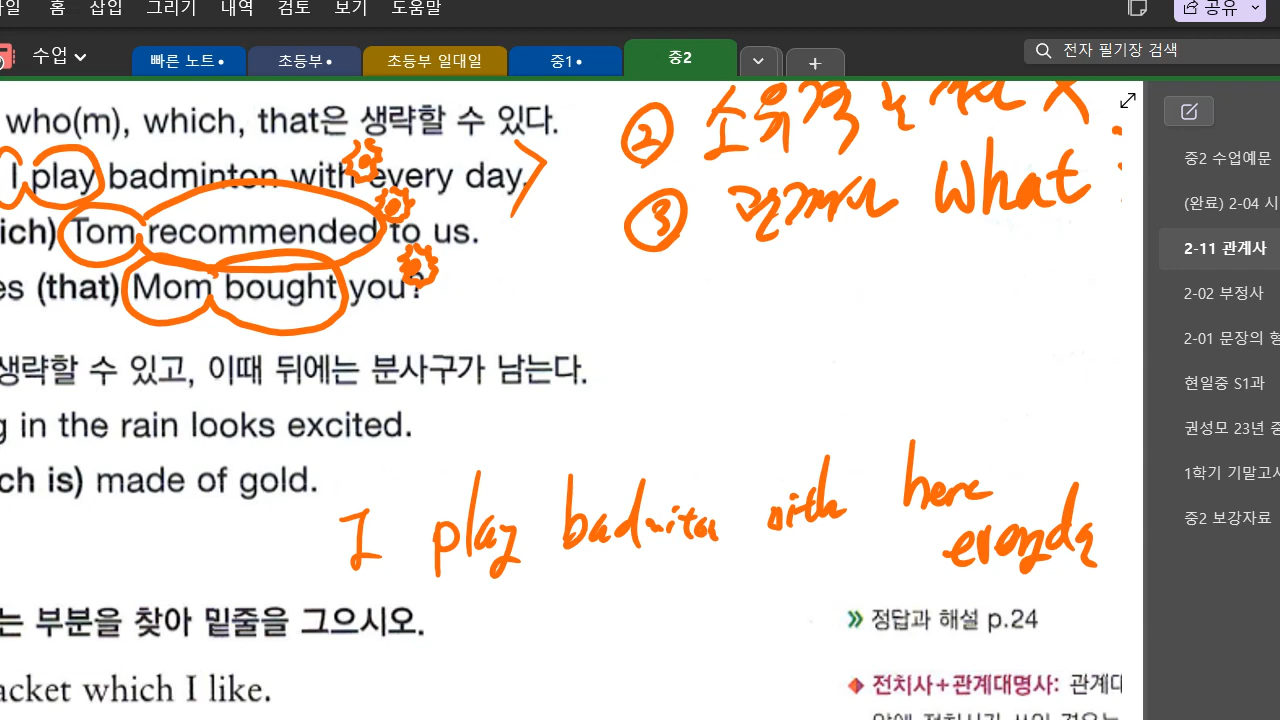 파일 홈 삽입 그리기 내역 검토 보기 도움말 공유
수업 빠른 노트 초등부 초등부 일대일 중1 중2 + 전자 필기장 검색
who(m), which, that은 생략할 수 있다.
② 소유격는
I play badminton with every day.
③ 관계대명사 What
ich) Tom recommended to us.
es (that) Mom bought you?
생략할 수 있고, 이때 뒤에는 분사구가 남는다.
g in the rain looks excited.
ch is) made of gold.
I play badminton with here
everyday
는 부분을 찾아 밑줄을 그으시오.
» 정답과 해설 p.24
acket which I like.
전치사+관계대명사: 관계대
중2 수업예문
(완료) 2-04 시
2-11 관계사
2-02 부정사
2-01 문장의 형
현일중 S1과
권성모 23년 중
1학기 기말고사
중2 보강자료